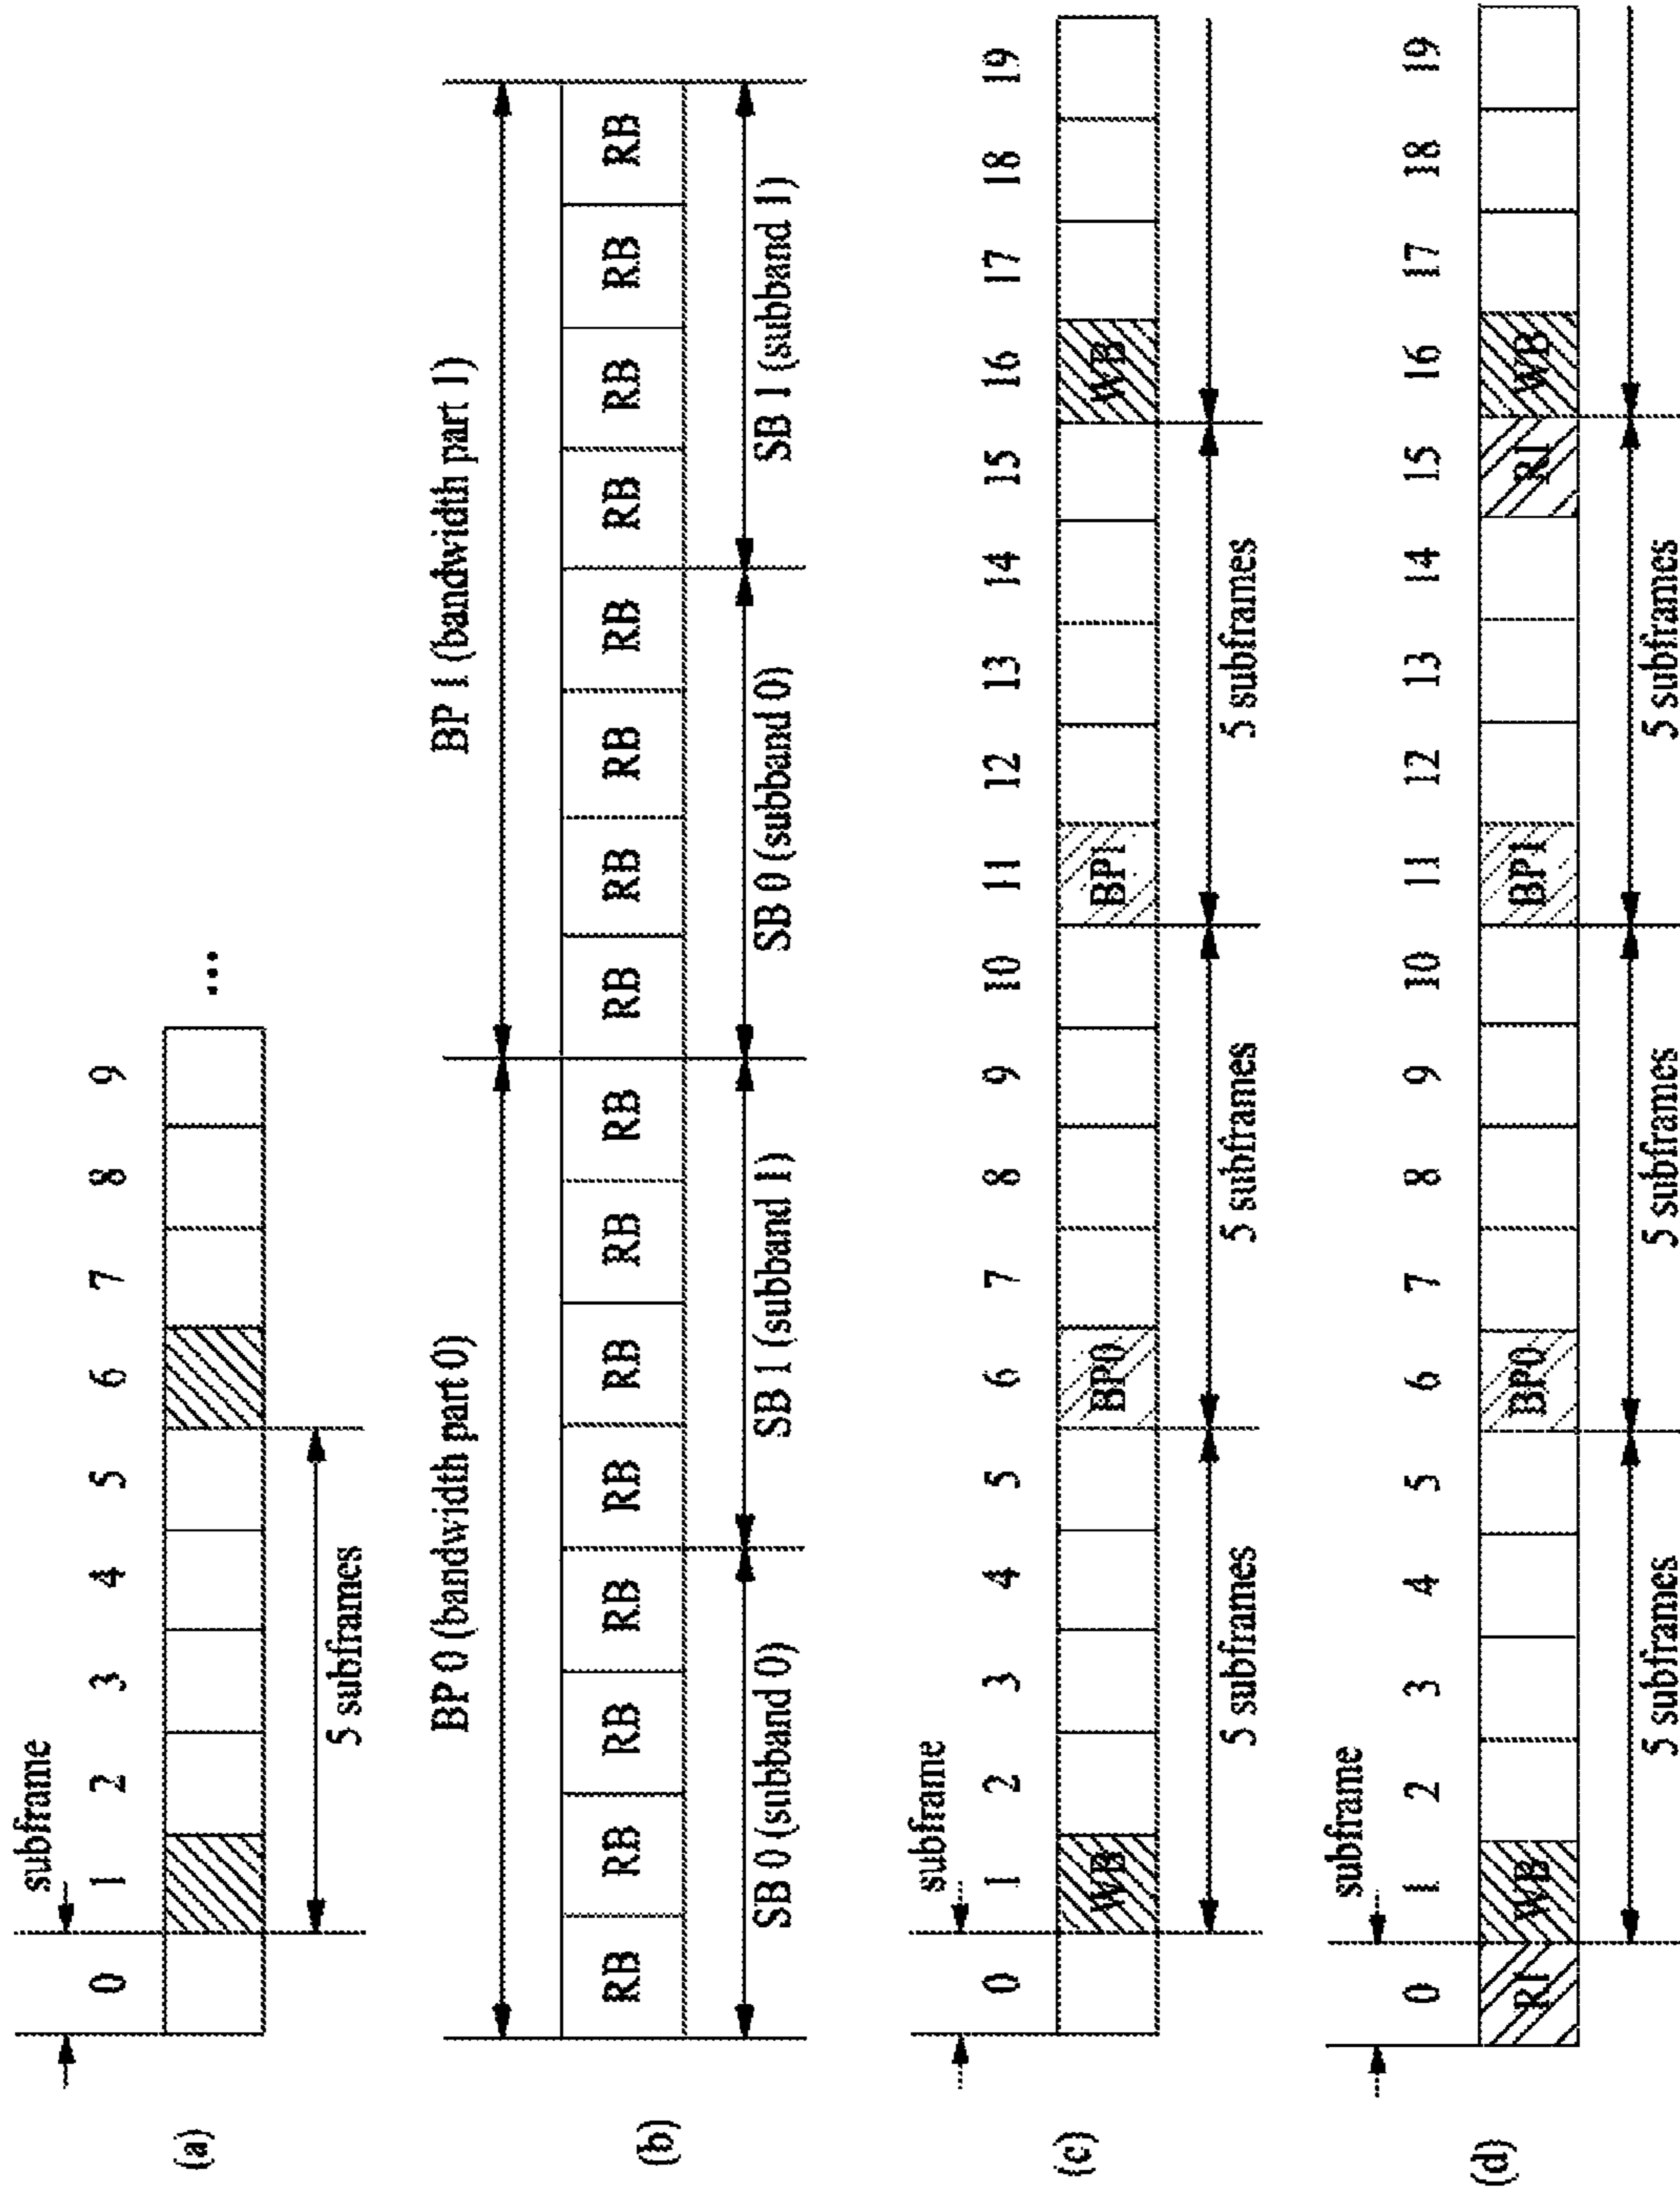 subframe
0 1 2 3 4 5 6 7 8 9
...
5 subframes
(a)
BP 0 (bandwidth part 0) BP 1 (bandwidth part 1)
RB RB RB RB RB RB RB RB RB RB RB RB RB RB RB RB
SB 0 (subband 0) SB 1 (subband 1) SB 0 (subband 0) SB 1 (subband 1)
(b)
subframe
0 1 2 3 4 5 6 7 8 9 10 11 12 13 14 15 16 17 18 19
WB BP0 BP1 WB
5 subframes 5 subframes 5 subframes
(c)
subframe
0 1 2 3 4 5 6 7 8 9 10 11 12 13 14 15 16 17 18 19
RI WB BP0 BP1 RI WB
5 subframes 5 subframes 5 subframes
(d)